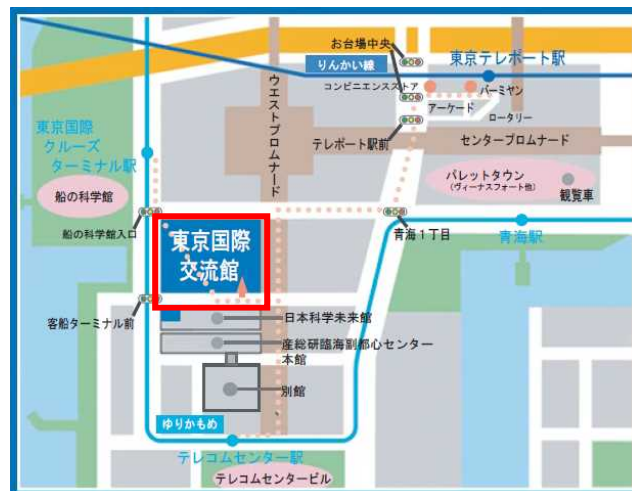 お台場中央
りんかい線
東京テレポート駅
コンビニエンスストア
バーミヤン
アーケード
ロータリー
ウエストプロムナード
東京国際
クルーズ
ターミナル駅
テレポート駅前
センタープロムナード
パレットタウン
(ヴィーナスフォート他)
観覧車
船の科学館
船の科学館入口
東京国際
交流館
青海1丁目
青海駅
客船ターミナル前
日本科学未来館
産総研臨海副都心センター
本館
別館
ゆりかもめ
テレコムセンター駅
テレコムセンタービル